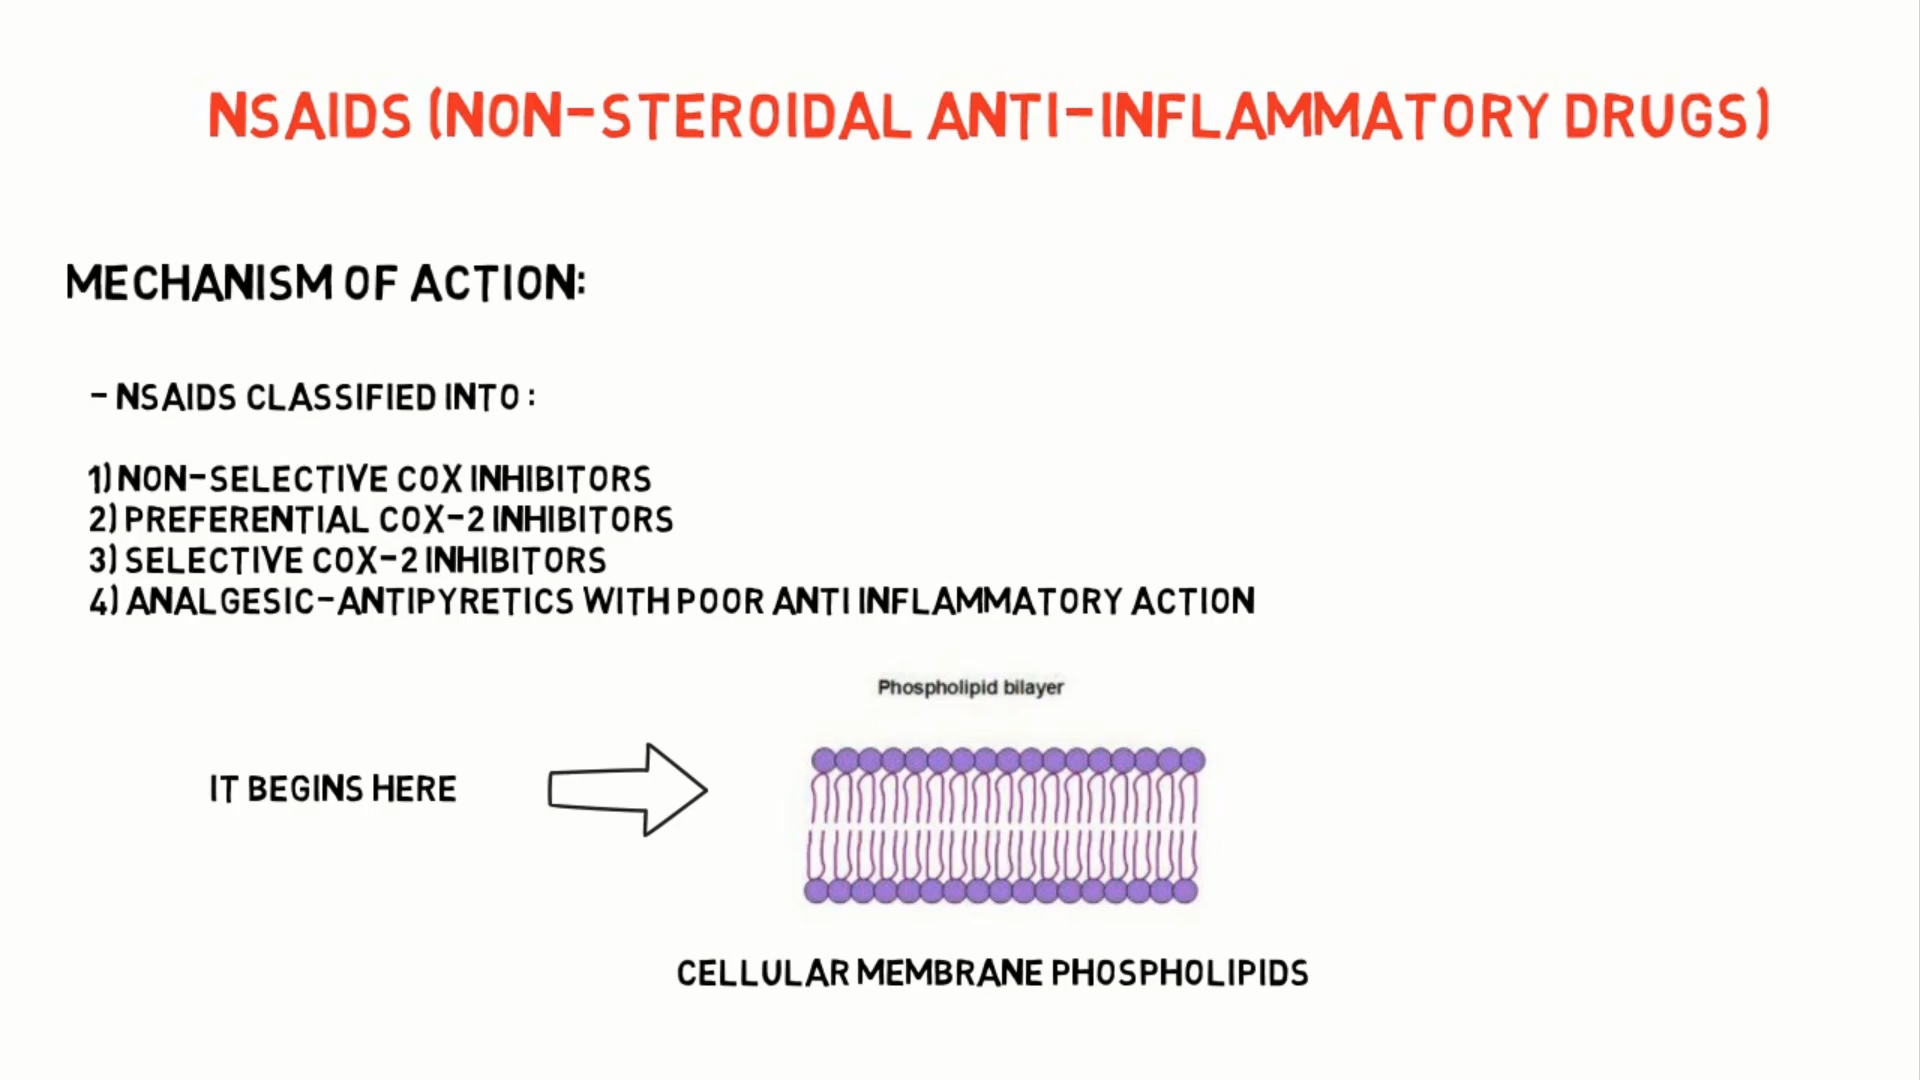 NSAIDS (NON-STEROIDAL ANTI-INFLAMMATORY DRUGS)
MECHANISM OF ACTION:
- NSAIDS CLASSIFIED INTO :
1) NON-SELECTIVE COX INHIBITORS
2) PREFERENTIAL COX-2 INHIBITORS
3) SELECTIVE COX-2 INHIBITORS
4) ANALGESIC-ANTIPYRETICS WITH POOR ANTI INFLAMMATORY ACTION
Phospholipid bilayer
IT BEGINS HERE
CELLULAR MEMBRANE PHOSPHOLIPIDS